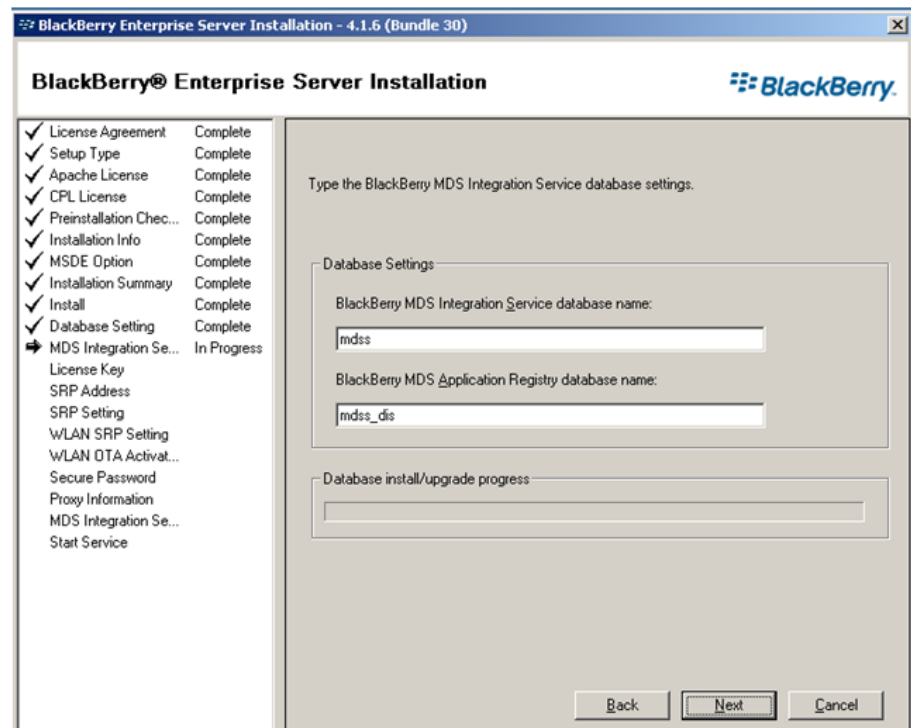 BlackBerry Enterprise Server Installation - 4.1.6 (Bundle 30)
BlackBerry® Enterprise Server Installation
BlackBerry.
License Agreement Complete
Setup Type Complete
Apache License Complete
CPL License Complete
Preinstallation Chec... Complete
Installation Info Complete
MSDE Option Complete
Installation Summary Complete
Install Complete
Database Setting Complete
MDS Integration Se... In Progress
License Key
SRP Address
SRP Setting
WLAN SRP Setting
WLAN OTA Activat...
Secure Password
Proxy Information
MDS Integration Se...
Start Service
Type the BlackBerry MDS Integration Service database settings.
Database Settings
BlackBerry MDS Integration Service database name:
mdss
BlackBerry MDS Application Registry database name:
mdss_dis
Database install/upgrade progress
Back Next Cancel